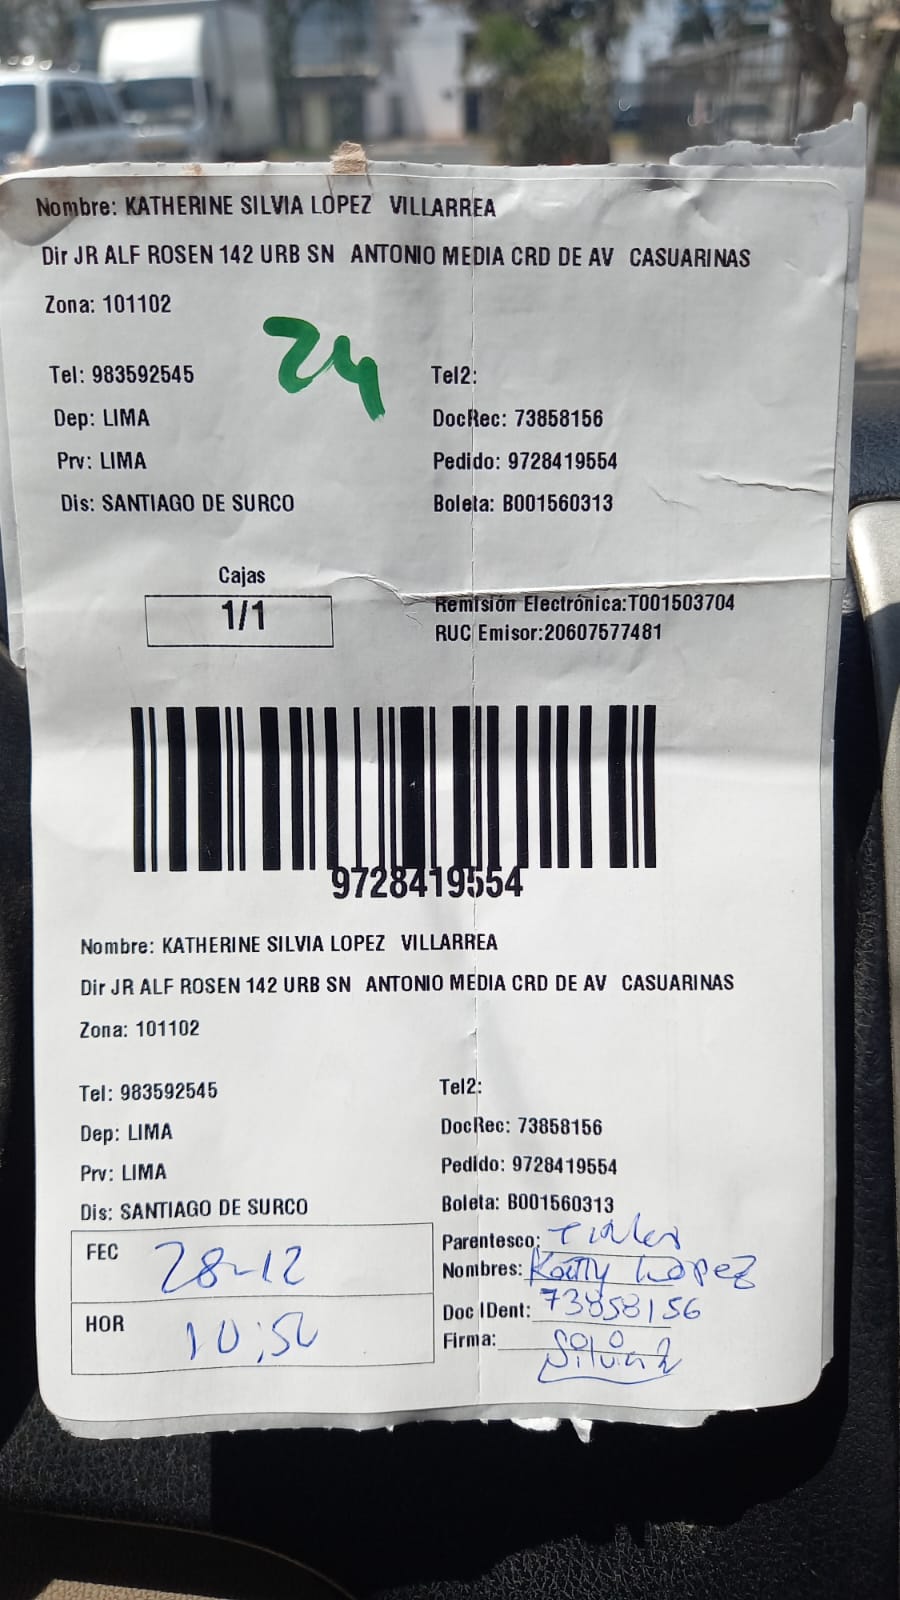 Nombre: KATHERINE SILVIA LOPEZ VILLARREA
Dir JR ALF ROSEN 142 URB SN ANTONIO MEDIA CRD DE AV CASUARINAS
Zona: 101102
24
Tel: 983592545 Tel2:
Dep: LIMA DocRec: 73858156
Prv: LIMA Pedido: 9728419554
Dis: SANTIAGO DE SURCO Boleta: B001560313
Cajas
1/1 Remisión Electrónica:T001503704
RUC Emisor:20607577481
9728419554
Nombre: KATHERINE SILVIA LOPEZ VILLARREA
Dir JR ALF ROSEN 142 URB SN ANTONIO MEDIA CRD DE AV CASUARINAS
Zona: 101102
Tel: 983592545 Tel2:
Dep: LIMA DocRec: 73858156
Prv: LIMA Pedido: 9728419554
Dis: SANTIAGO DE SURCO Boleta: B001560313
FEC 28-12 Parentesco:
Nombres: Katty Lopez
HOR Doc IDent: 73858156
Firma: